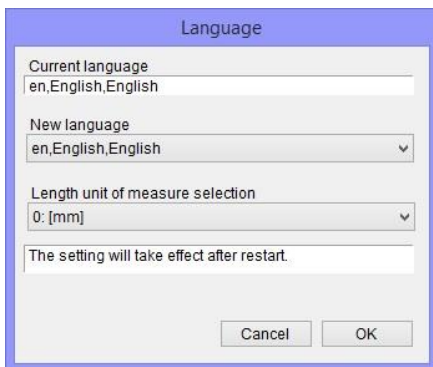 Language
Current language
en,English,English
New language
en,English,English
Length unit of measure selection
0: [mm]
The setting will take effect after restart.
Cancel
OK